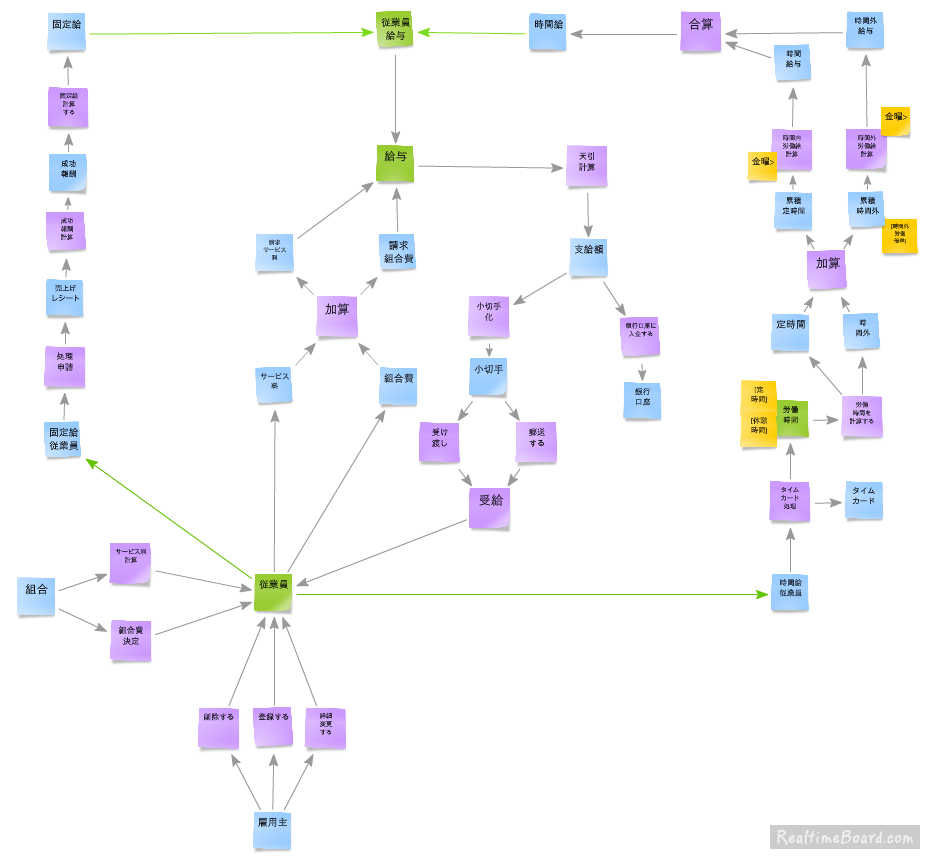 固定給
従業員
給与
時間給
合算
時間外
給与
時間
給与
固定給
計算
する
金曜>
成功
報酬
給与
天引
計算
時間内
労働給
計算
時間外
労働給
計算
金曜>
成功
報酬
計算
累積
定時間
累積
時間外
[時間外
労働
倍率]
請求
サービス
料
請求
組合費
支給額
加算
売上げ
レシート
加算
小切手
化
銀行口座に
入金する
定時間
時
間外
処理
申請
サービス
料
組合費
小切手
銀行
口座
[定
時間]
労働
時間
[休憩
時間]
労働
時間を
計算する
固定給
従業員
受け
渡し
郵送
する
受給
タイム
カード
処理
タイム
カード
サービス料
計算
組合
従業員
時間給
従業員
組合費
決定
削除する
登録する
詳細
変更
する
雇用主
RealtimeBoard.com